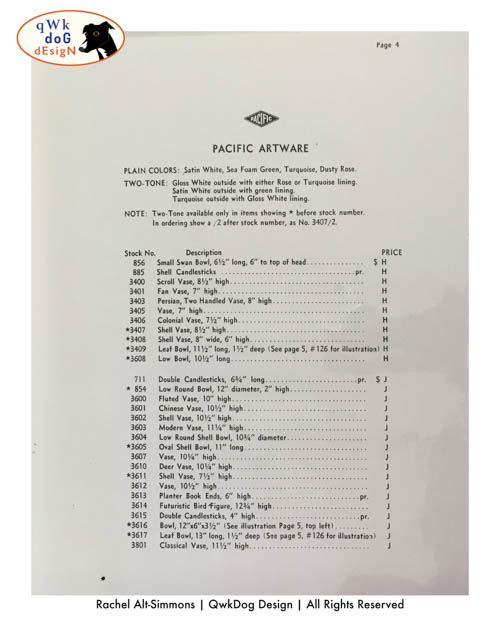 qWk
doG
dEsigN
Page 4
PACIFIC
PACIFIC ARTWARE
PLAIN COLORS: Satin White, Sea Foam Green, Turquoise, Dusty Rose.
TWO-TONE: Gloss White outside with either Rose or Turquoise lining.
Satin White outside with green lining.
Turquoise outside with Gloss White lining.
NOTE: Two-Tone available only in items showing * before stock number.
In ordering show a /2 after stock number, as No. 3407/2.
Stock No. Description PRICE
856 Small Swan Bowl, 6½" long, 6" to top of head............... $ H
885 Shell Candlesticks ...................................pr. H
3400 Scroll Vase, 8½" high................................... H
3401 Fan Vase, 7" high...................................... H
3403 Persian, Two Handled Vase, 8" high........................ H
3405 Vase, 7" high.......................................... H
3406 Colonial Vase, 7½" high................................. H
*3407 Shell Vase, 8½" high.................................... H
*3408 Shell Vase, 8" wide, 6" high.............................. H
*3409 Leaf Bowl, 11½" long, 1½" deep (See page 5, #126 for illustration) H
*3608 Low Bowl, 10½" long................................... H
711 Double Candlesticks, 6¾" long........................pr. $ J
* 854 Low Round Bowl, 12" diameter, 2" high.................... J
3600 Fluted Vase, 10" high................................... J
3601 Chinese Vase, 10½" high................................ J
3602 Shell Vase, 10½" high................................... J
3603 Modern Vase, 11¼" high................................. J
3604 Low Round Shell Bowl, 10¾" diameter..................... J
*3605 Oval Shell Bowl, 11" long................................ J
3607 Vase, 10¼" high........................................ J
3610 Deer Vase, 10¼" high................................... J
*3611 Shell Vase, 7½" high.................................... J
3612 Vase, 10½" high........................................ J
3613 Planter Book Ends, 6" high............................pr. J
3614 Futuristic Bird Figure, 12¾" high......................... J
3615 Double Candlesticks, 4" high...........................pr. J
*3616 Bowl, 12"x6"x3½" (See illustration Page 5, top left)......... J
*3617 Leaf Bowl, 13" long, 1½" deep (See page 5, #126 for illustration) J
3801 Classical Vase, 11½" high............................... J
Rachel Alt-Simmons | QwkDog Design | All Rights Reserved